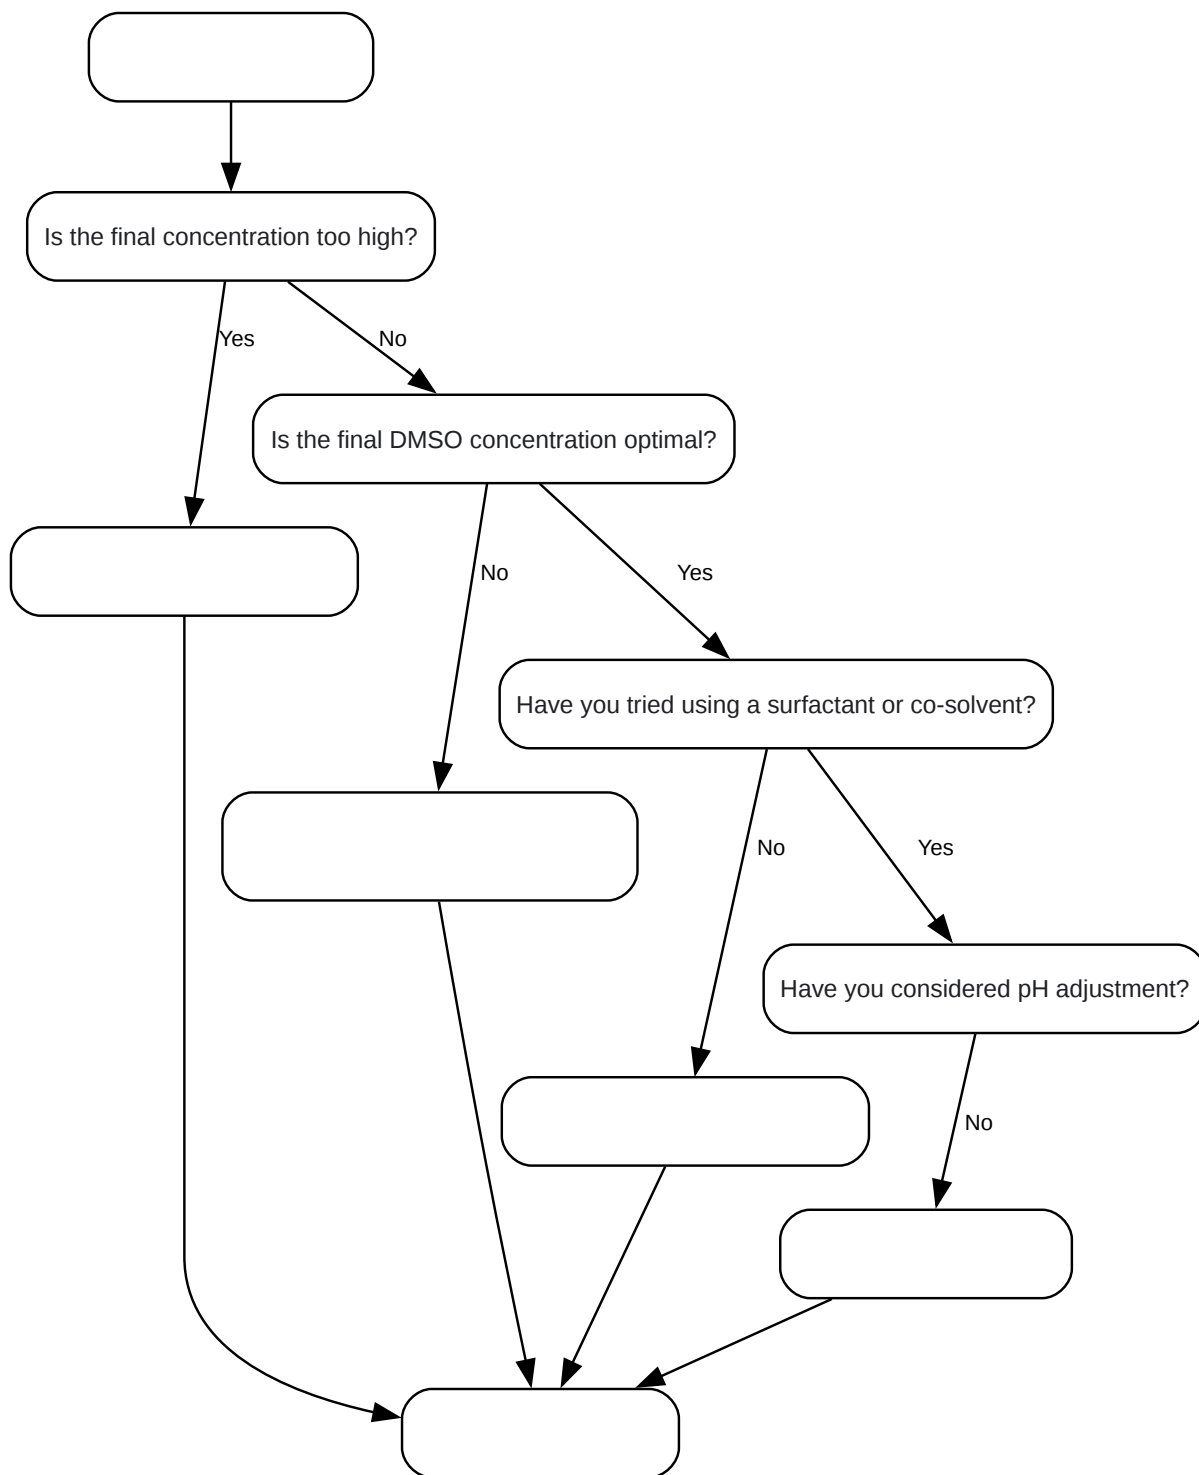 Is the final concentration too high?
Yes
No
Is the final DMSO concentration optimal?
No
Yes
Have you tried using a surfactant or co-solvent?
No
Yes
Have you considered pH adjustment?
No